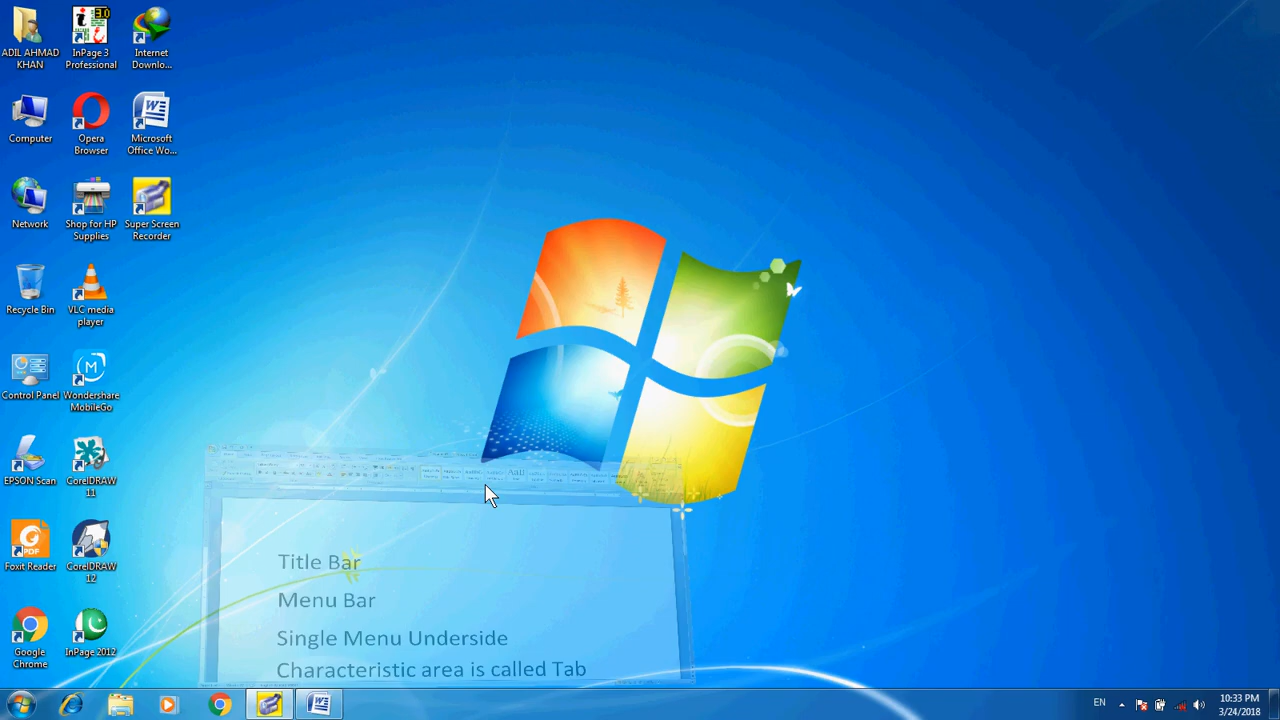 ADIL AHMAD
KHAN
InPage 3
Professional
3.0
Internet
Downlo...
Computer
Opera
Browser
Microsoft
Office Wo...
Network
Shop for HP
Supplies
Super Screen
Recorder
Recycle Bin
VLC media
player
Control Panel
Wondershare
MobileGo
EPSON Scan
CorelDRAW
11
Foxit Reader
PDF
CorelDRAW
12
Google
Chrome
InPage 2012
Title Bar
Menu Bar
Single Menu Underside
Characteristic area is called Tab
EN
10:33 PM
3/24/2018